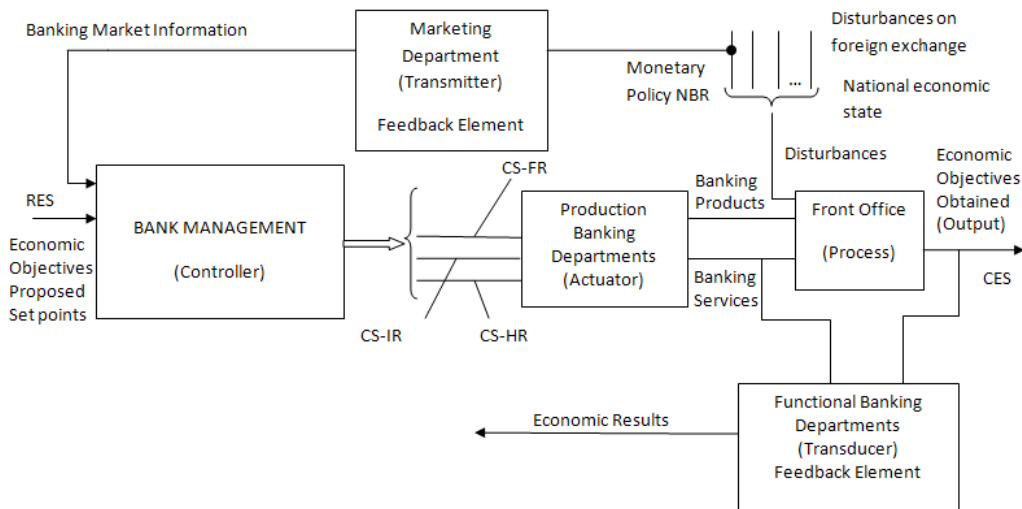 Banking Market Information
Marketing
Department
(Transmitter)
Feedback Element
Monetary
Policy NBR
...
Disturbances on
foreign exchange
National economic
state
Disturbances
RES
Economic
Objectives
Proposed
Set points
BANK MANAGEMENT
(Controller)
CS-FR
CS-IR
CS-HR
Production
Banking
Departments
(Actuator)
Banking
Products
Banking
Services
Front Office
(Process)
Economic
Objectives
Obtained
(Output)
CES
Economic Results
Functional Banking
Departments
(Transducer)
Feedback Element